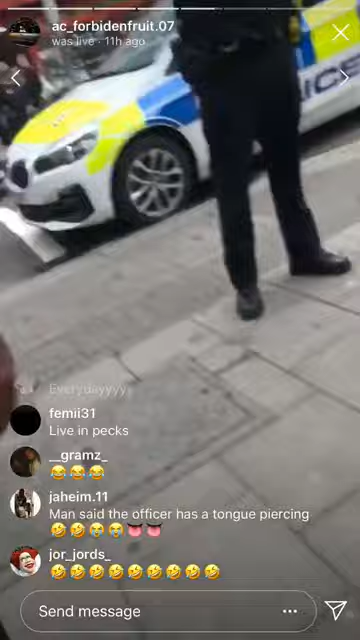 ac_forbidenfruit.07
was live · 11h ago
ICE
Everydayyyy
femii31
Live in pecks
__gramz_
😂😂😂
jaheim.11
Man said the officer has a tongue piercing
🤣🤣😭😭👅👅
jor_jords_
🤣🤣🤣🤣🤣🤣🤣🤣🤣
Send message